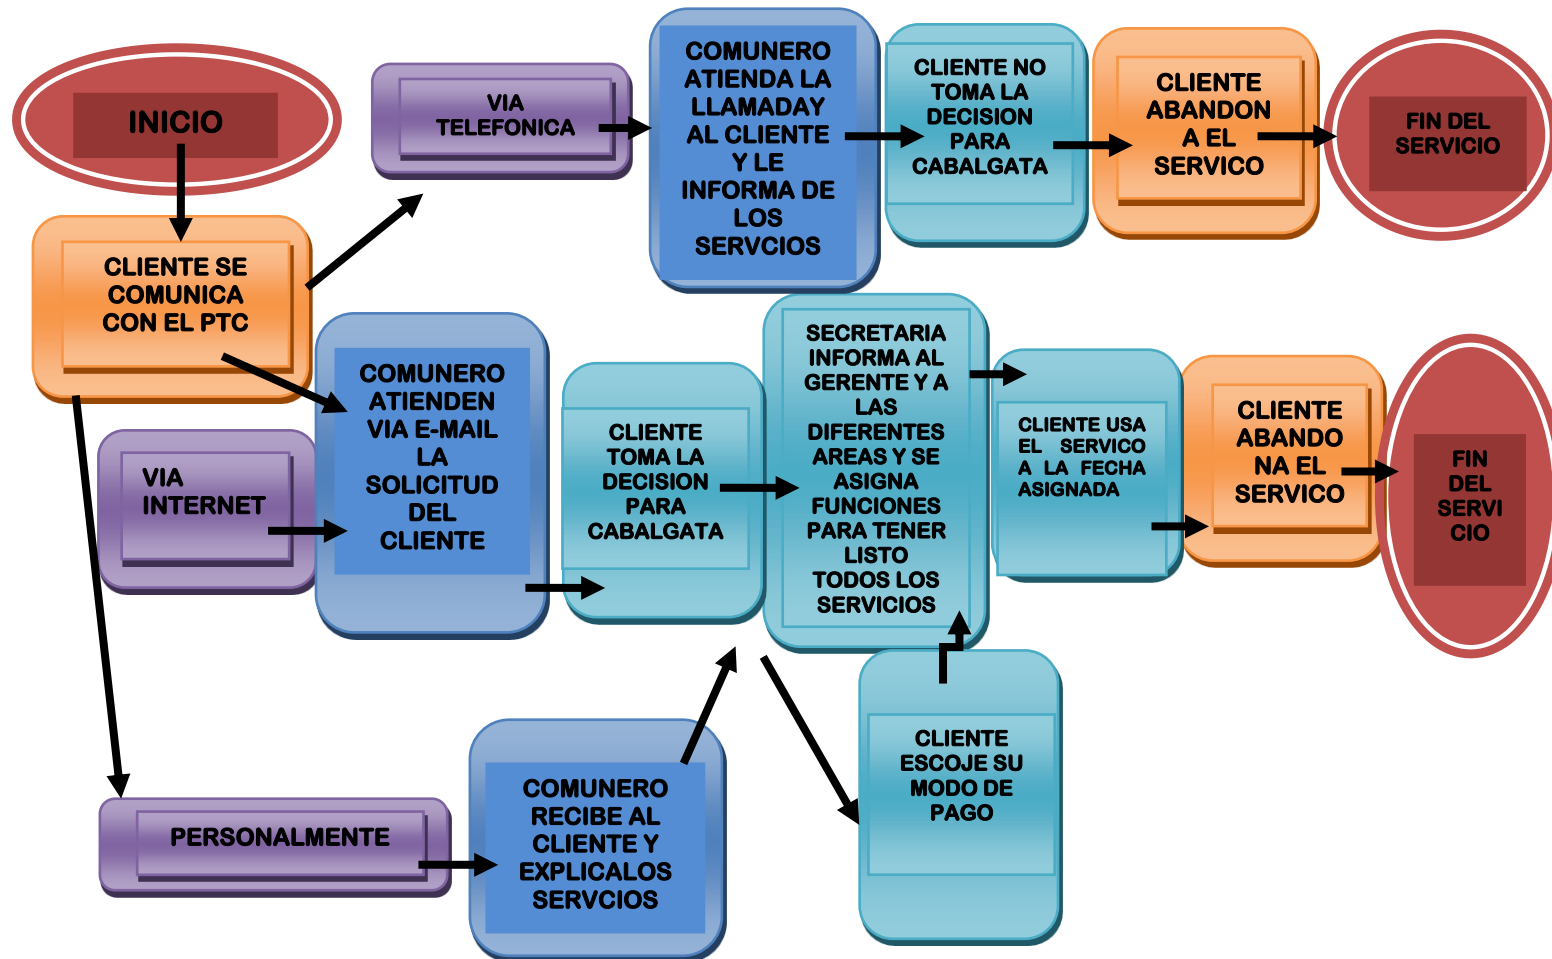 INICIO
VIA
TELEFONICA
COMUNERO
ATIENDA LA
LLAMADAY
AL CLIENTE
Y LE
INFORMA DE
LOS
SERVCIOS
CLIENTE NO
TOMA LA
DECISION
PARA
CABALGATA
CLIENTE
ABANDON
A EL
SERVICO
FIN DEL
SERVICIO
CLIENTE SE
COMUNICA
CON EL PTC
VIA
INTERNET
COMUNERO
ATIENDEN
VIA E-MAIL
LA
SOLICITUD
DEL
CLIENTE
CLIENTE
TOMA LA
DECISION
PARA
CABALGATA
SECRETARIA
INFORMA AL
GERENTE Y A
LAS
DIFERENTES
AREAS Y SE
ASIGNA
FUNCIONES
PARA TENER
LISTO
TODOS LOS
SERVICIOS
CLIENTE USA
EL SERVICO
A LA FECHA
ASIGNADA
CLIENTE
ABANDO
NA EL
SERVICO
FIN
DEL
SERVI
CIO
PERSONALMENTE
COMUNERO
RECIBE AL
CLIENTE Y
EXPLICALOS
SERVCIOS
CLIENTE
ESCOJE SU
MODO DE
PAGO